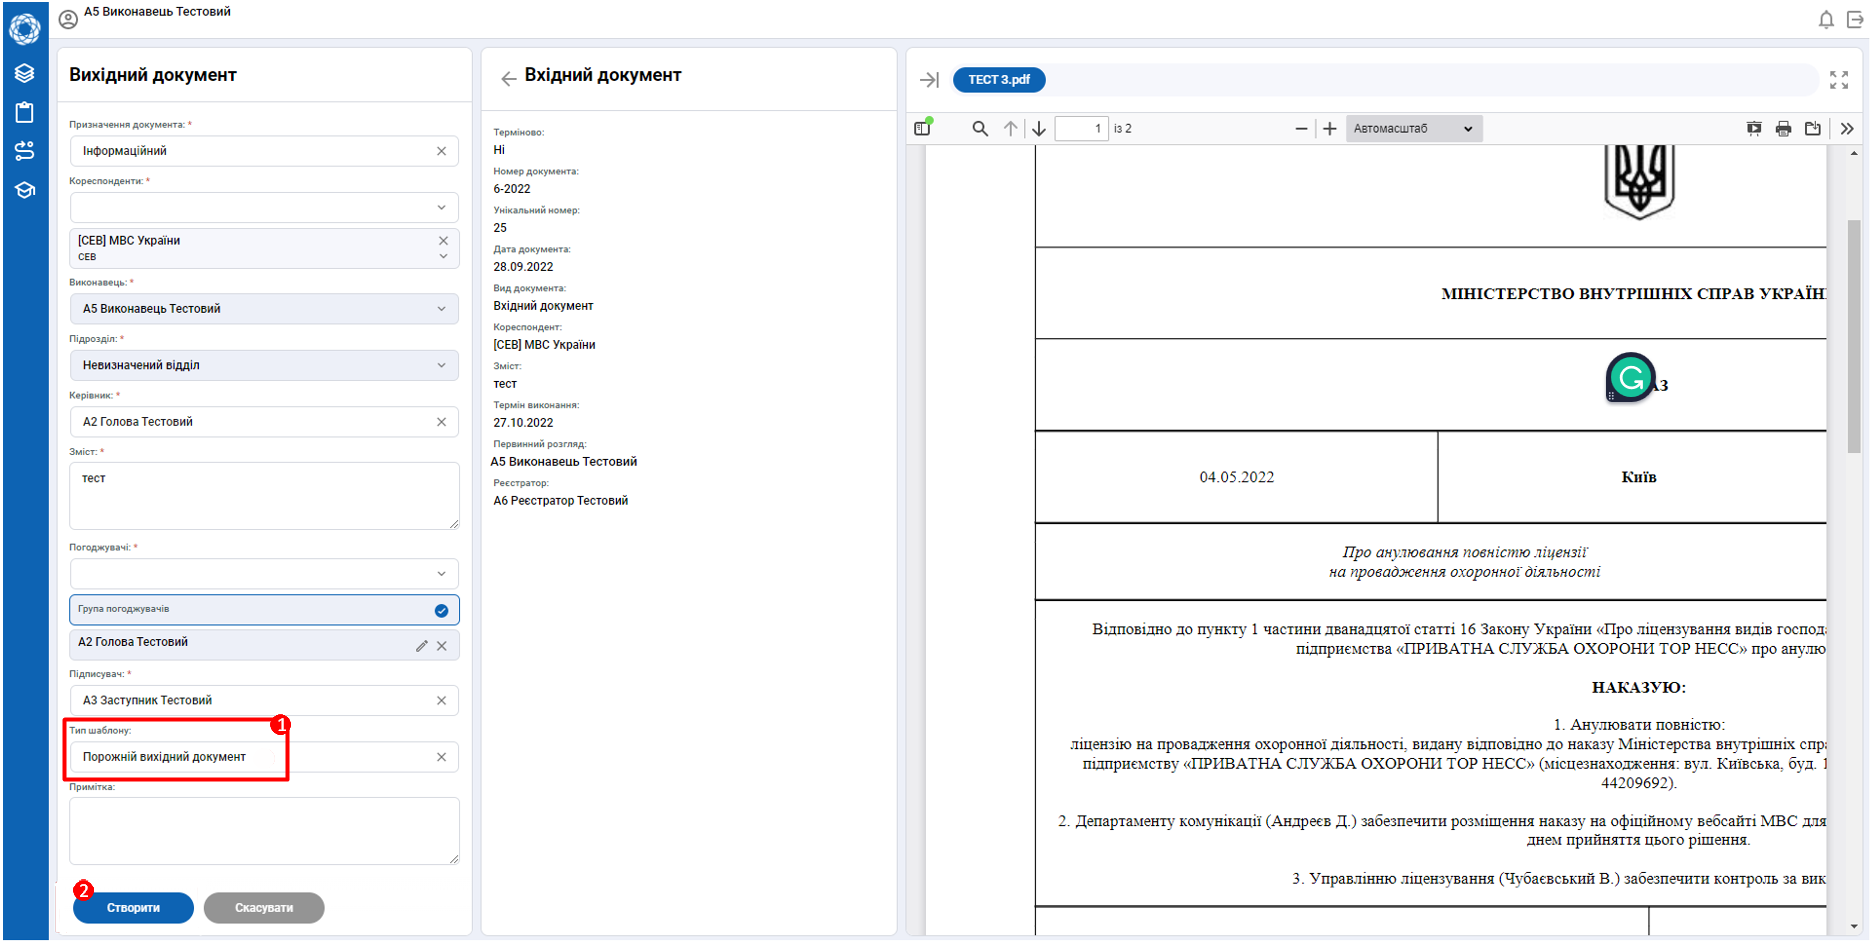 А5 Виконавець Тестовий
Вихідний документ
Призначення документа: *
Інформаційний
Кореспонденти: *
[СЕВ] МВС України
СЕВ
Виконавець: *
А5 Виконавець Тестовий
Підрозділ: *
Невизначений відділ
Керівник: *
А2 Голова Тестовий
Зміст: *
тест
Погоджувачі: *
Група погоджувачів
А2 Голова Тестовий
Підписувач: *
А3 Заступник Тестовий
1
Тип шаблону:
Порожній вихідний документ
Примітка:
2
Створити
Скасувати
Вхідний документ
Терміново:
Ні
Номер документа:
6-2022
Унікальний номер:
25
Дата документа:
28.09.2022
Вид документа:
Вхідний документ
Кореспондент:
[СЕВ] МВС України
Зміст:
тест
Термін виконання:
27.10.2022
Первинний розгляд:
А5 Виконавець Тестовий
Реєстратор:
А6 Реєстратор Тестовий
ТЕСТ 3.pdf
1 із 2
Автомасштаб
МІНІСТЕРСТВО ВНУТРІШНІХ СПРАВ УКРАЇН
АЗ
04.05.2022
Київ
Про анулювання повністю ліцензії
на провадження охоронної діяльності
Відповідно до пункту 1 частини дванадцятої статті 16 Закону України «Про ліцензування видів господа
підприємства «ПРИВАТНА СЛУЖБА ОХОРОНИ ТОР НЕСС» про анулю
НАКАЗУЮ:
1. Анулювати повністю:
ліцензію на провадження охоронної діяльності, видану відповідно до наказу Міністерства внутрішніх спра
підприємству «ПРИВАТНА СЛУЖБА ОХОРОНИ ТОР НЕСС» (місцезнаходження: вул. Київська, буд. 1
44209692).
2. Департаменту комунікації (Андреєв Д.) забезпечити розміщення наказу на офіційному вебсайті МВС для
днем прийняття цього рішення.
3. Управлінню ліцензування (Чубаєвський В.) забезпечити контроль за вик